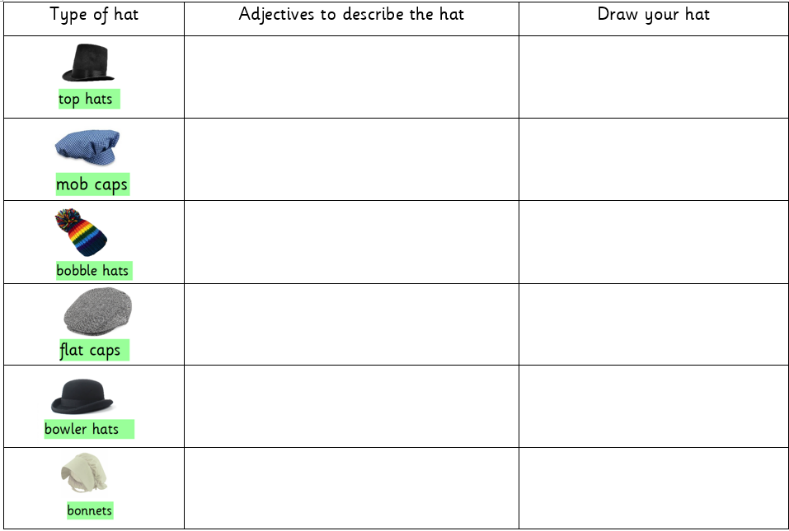 Type of hat
Adjectives to describe the hat
Draw your hat
top hats
mob caps
bobble hats
flat caps
bowler hats
bonnets